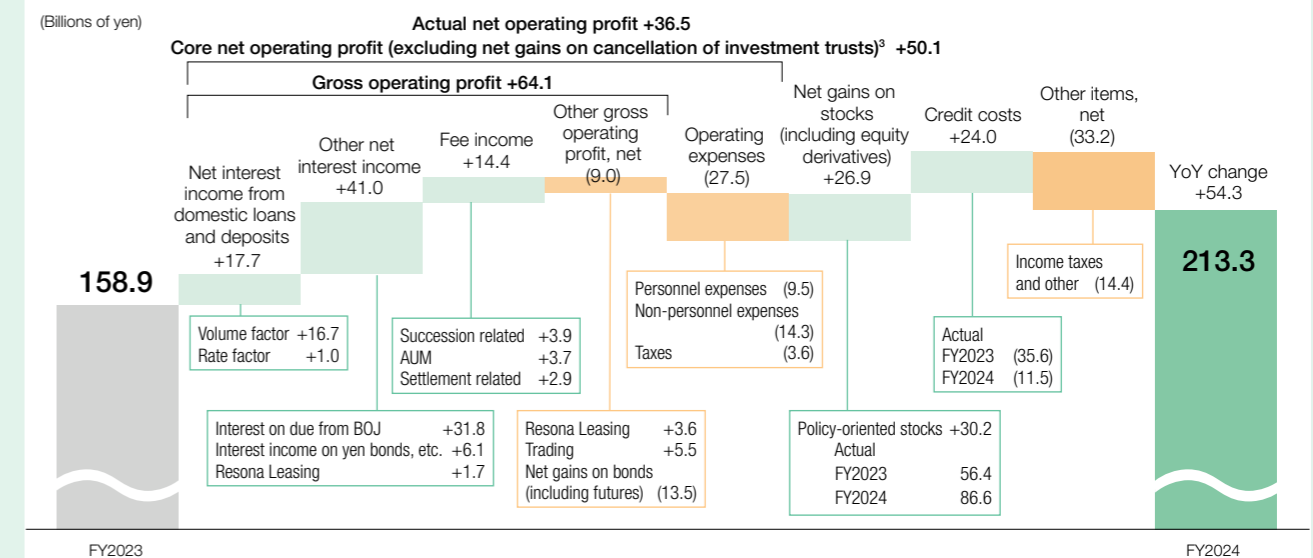 (Billions of yen)
Actual net operating profit +36.5
Core net operating profit (excluding net gains on cancellation of investment trusts)³ +50.1
Gross operating profit +64.1
158.9
Net interest
income from
domestic loans
and deposits
+17.7
Other net
interest income
+41.0
Fee income
+14.4
Other gross
operating
profit, net
(9.0)
Operating
expenses
(27.5)
Net gains on
stocks
(including equity
derivatives)
+26.9
Credit costs
+24.0
Other items,
net
(33.2)
YoY change
+54.3
213.3
Volume factor +16.7
Rate factor +1.0
Interest on due from BOJ +31.8
Interest income on yen bonds, etc. +6.1
Resona Leasing +1.7
Succession related +3.9
AUM +3.7
Settlement related +2.9
Resona Leasing +3.6
Trading +5.5
Net gains on bonds
(including futures) (13.5)
Personnel expenses (9.5)
Non-personnel expenses
(14.3)
Taxes (3.6)
Policy-oriented stocks +30.2
Actual
FY2023 56.4
FY2024 86.6
Actual
FY2023 (35.6)
FY2024 (11.5)
Income taxes
and other (14.4)
FY2023
FY2024